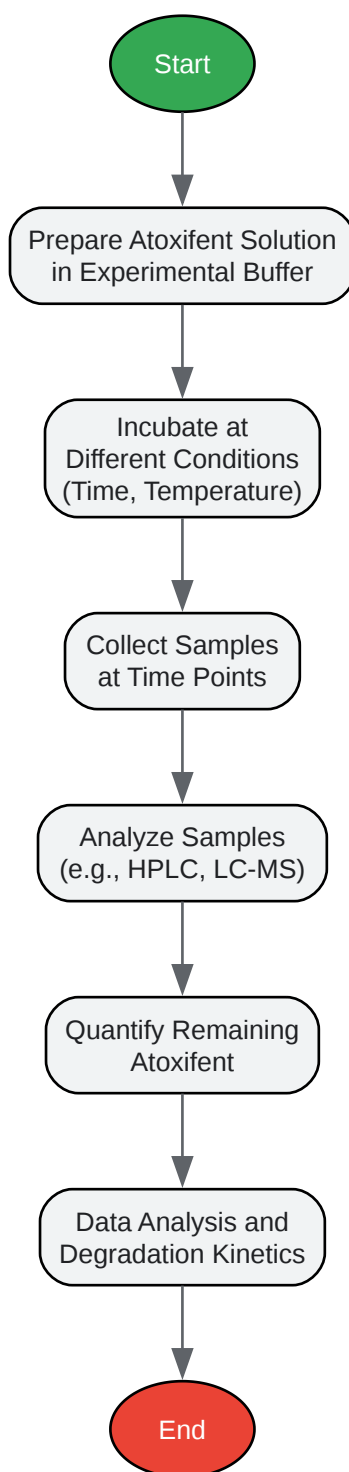 Start
Prepare Atoxifent Solution
in Experimental Buffer
Incubate at
Different Conditions
(Time, Temperature)
Collect Samples
at Time Points
Analyze Samples
(e.g., HPLC, LC-MS)
Quantify Remaining
Atoxifent
Data Analysis and
Degradation Kinetics
End